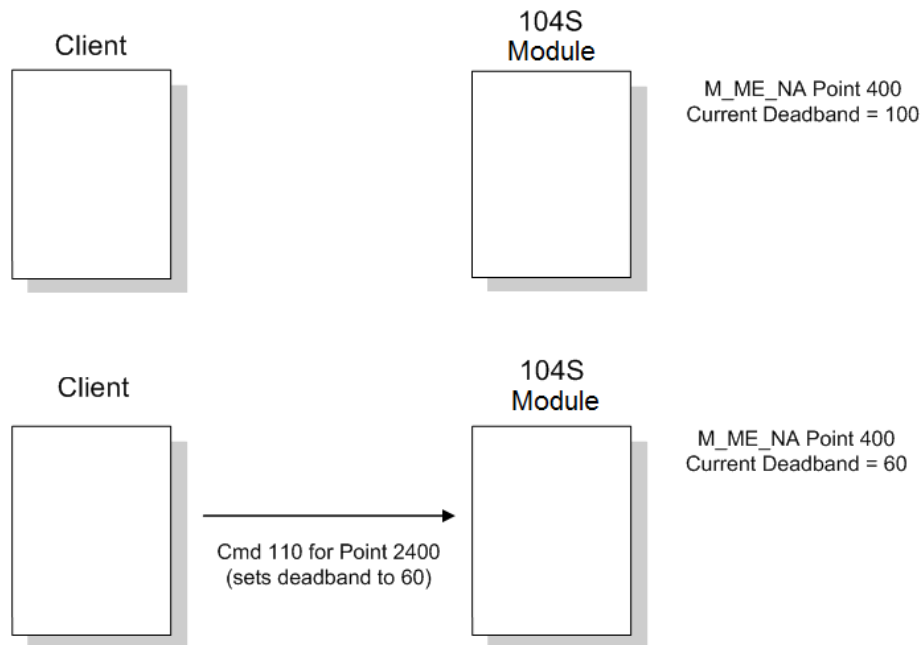 Client
104S
Module
M_ME_NA Point 400
Current Deadband = 100
Client
104S
Module
M_ME_NA Point 400
Current Deadband = 60
Cmd 110 for Point 2400
(sets deadband to 60)